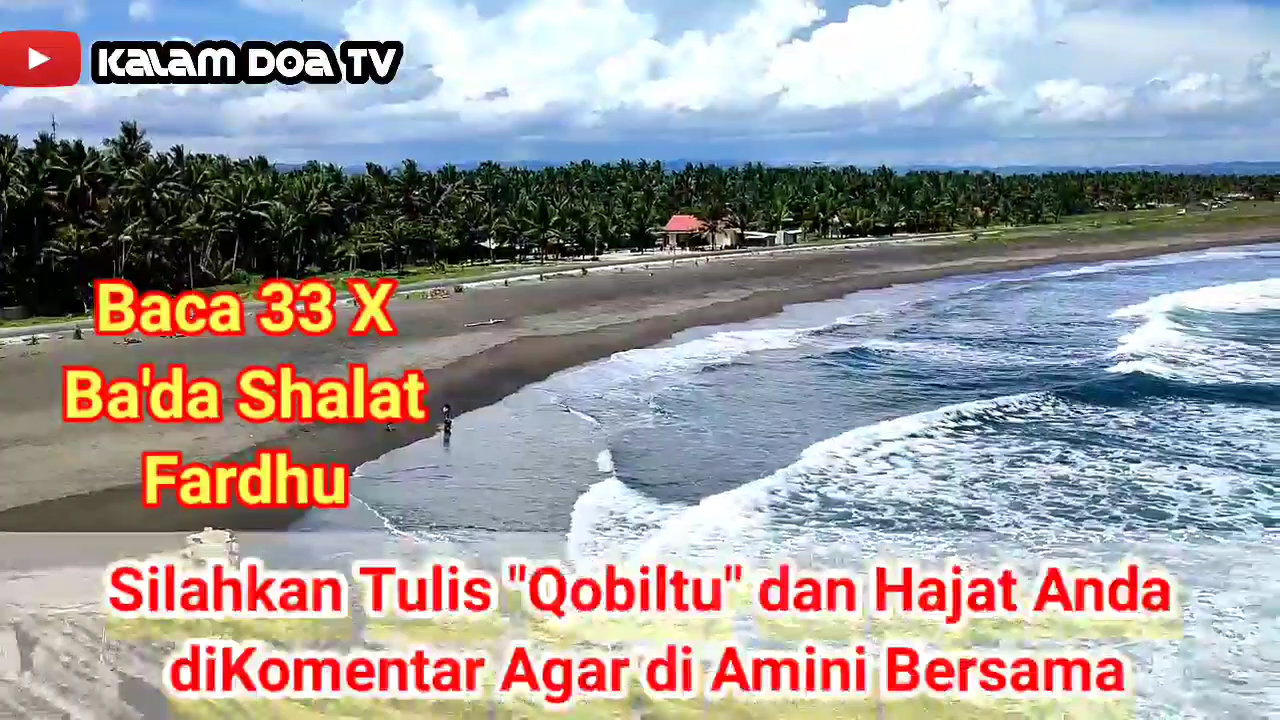 KALAM DOA TV
Baca 33 X
Ba'da Shalat
Fardhu
Silahkan Tulis "Qobiltu" dan Hajat Anda
diKomentar Agar di Amini Bersama